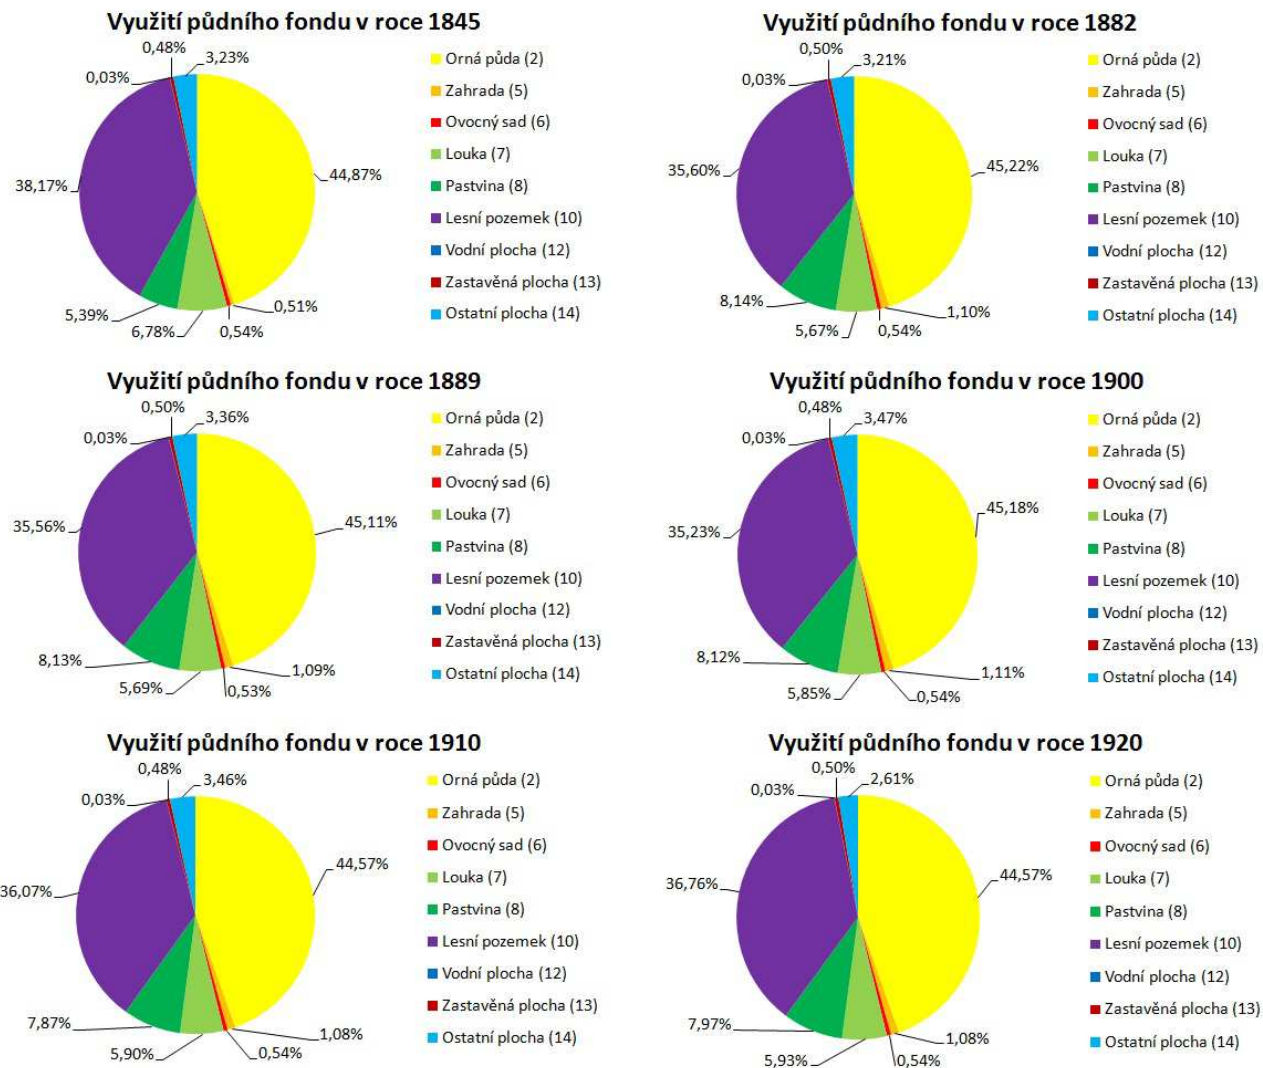 Využití půdního fondu v roce 1845
0,48%
3,23%
0,03%
38,17%
44,87%
5,39%
6,78%
0,54%
0,51%
Orná půda (2)
Zahrada (5)
Ovocný sad (6)
Louka (7)
Pastvina (8)
Lesní pozemek (10)
Vodní plocha (12)
Zastavěná plocha (13)
Ostatní plocha (14)
Využití půdního fondu v roce 1882
0,50%
3,21%
0,03%
35,60%
45,22%
8,14%
5,67%
0,54%
1,10%
Orná půda (2)
Zahrada (5)
Ovocný sad (6)
Louka (7)
Pastvina (8)
Lesní pozemek (10)
Vodní plocha (12)
Zastavěná plocha (13)
Ostatní plocha (14)
Využití půdního fondu v roce 1889
0,50%
3,36%
0,03%
35,56%
45,11%
8,13%
5,69%
0,53%
1,09%
Orná půda (2)
Zahrada (5)
Ovocný sad (6)
Louka (7)
Pastvina (8)
Lesní pozemek (10)
Vodní plocha (12)
Zastavěná plocha (13)
Ostatní plocha (14)
Využití půdního fondu v roce 1900
0,48%
3,47%
0,03%
35,23%
45,18%
8,12%
5,85%
0,54%
1,11%
Orná půda (2)
Zahrada (5)
Ovocný sad (6)
Louka (7)
Pastvina (8)
Lesní pozemek (10)
Vodní plocha (12)
Zastavěná plocha (13)
Ostatní plocha (14)
Využití půdního fondu v roce 1910
0,48%
3,46%
0,03%
36,07%
44,57%
7,87%
5,90%
0,54%
1,08%
Orná půda (2)
Zahrada (5)
Ovocný sad (6)
Louka (7)
Pastvina (8)
Lesní pozemek (10)
Vodní plocha (12)
Zastavěná plocha (13)
Ostatní plocha (14)
Využití půdního fondu v roce 1920
0,50%
2,61%
0,03%
36,76%
44,57%
7,97%
5,93%
0,54%
1,08%
Orná půda (2)
Zahrada (5)
Ovocný sad (6)
Louka (7)
Pastvina (8)
Lesní pozemek (10)
Vodní plocha (12)
Zastavěná plocha (13)
Ostatní plocha (14)